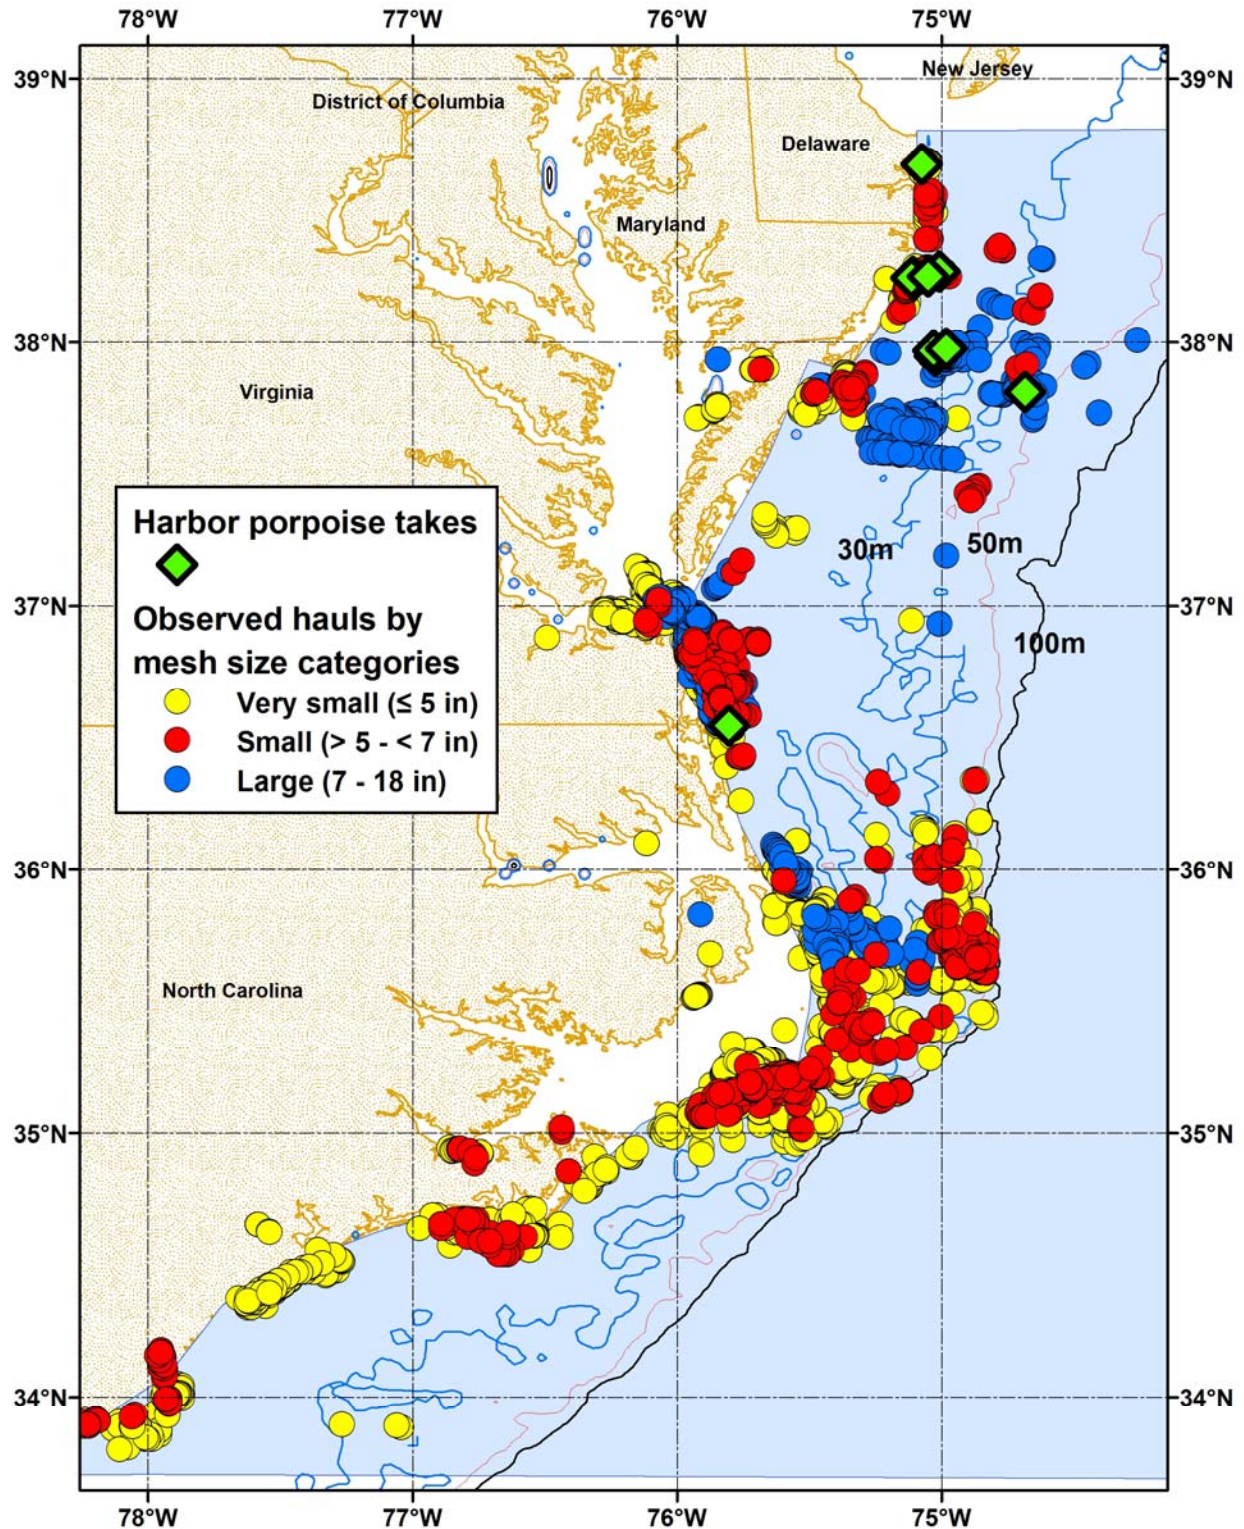 78°W 77°W 76°W 75°W
39°N 39°N
New Jersey
District of Columbia
Delaware
Maryland
38°N 38°N
Virginia
Harbor porpoise takes
30m 50m
37°N 37°N
Observed hauls by
100m
mesh size categories
Very small (≤ 5 in)
Small (> 5 - < 7 in)
Large (7 - 18 in)
36°N 36°N
North Carolina
35°N 35°N
34°N 34°N
78°W 77°W 76°W 75°W